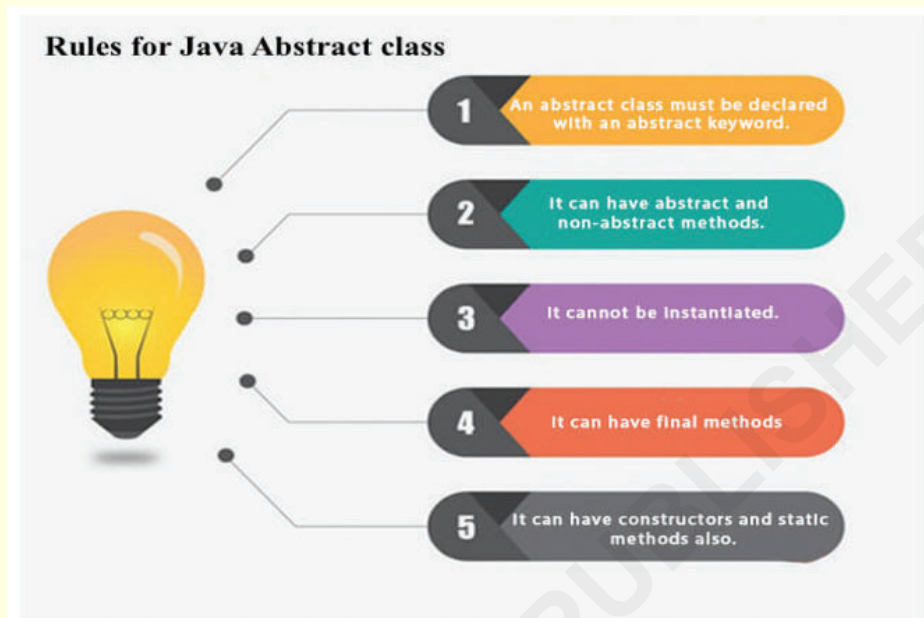 Rules for Java Abstract class
1
An abstract class must be declared
with an abstract keyword.
2
It can have abstract and
non-abstract methods.
3
It cannot be instantiated.
4
It can have final methods
5
It can have constructors and static
methods also.
PUBLISHER